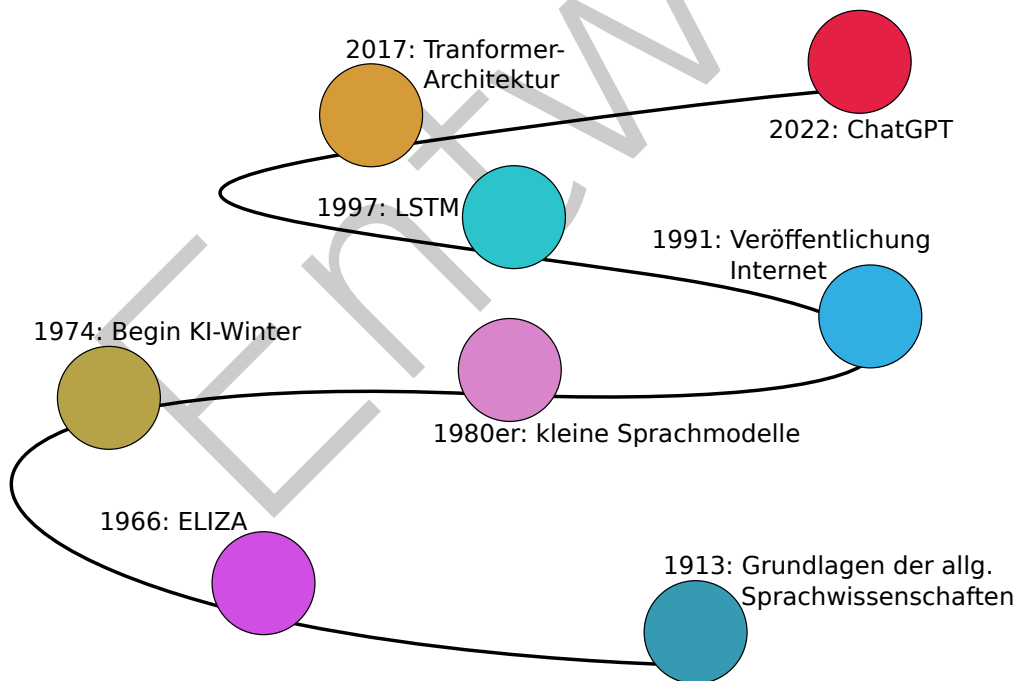 2017: Tranformer-
Architektur
2022: ChatGPT
1997: LSTM
1991: Veröffentlichung
Internet
1974: Begin KI-Winter
1980er: kleine Sprachmodelle
1966: ELIZA
1913: Grundlagen der allg.
Sprachwissenschaften
Entw